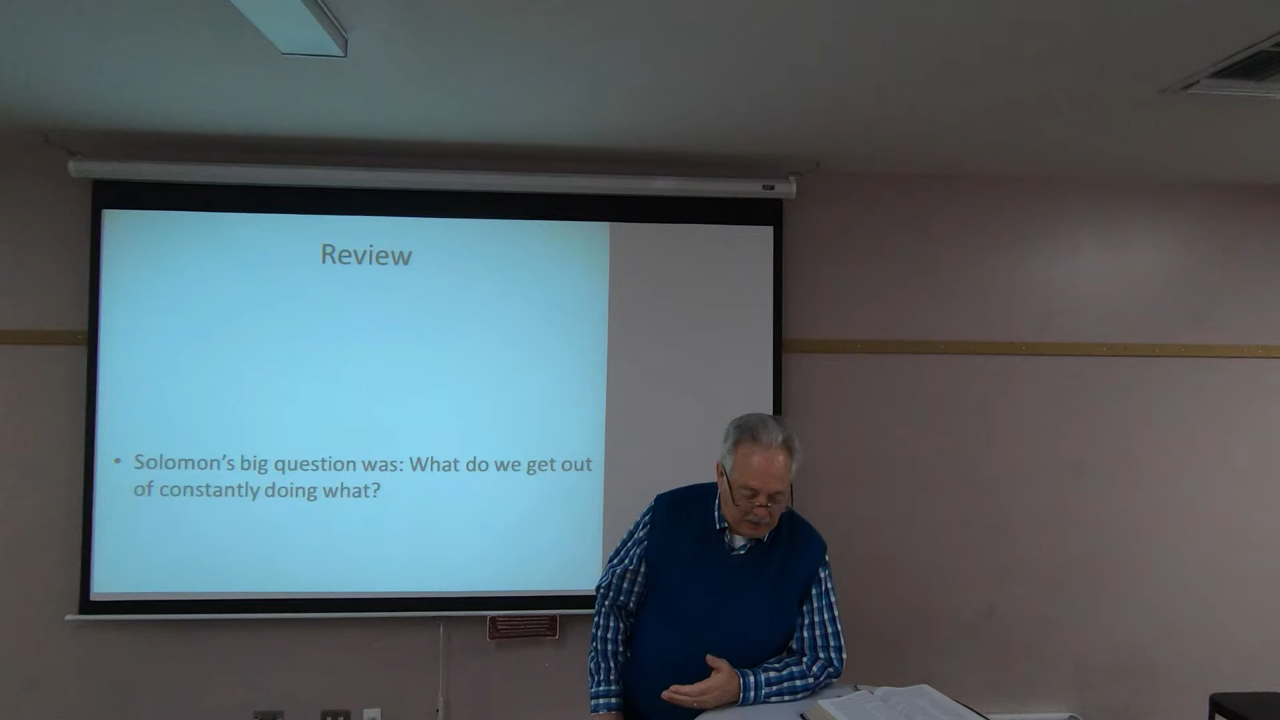 Review
• Solomon's big question was: What do we get out
of constantly doing what?